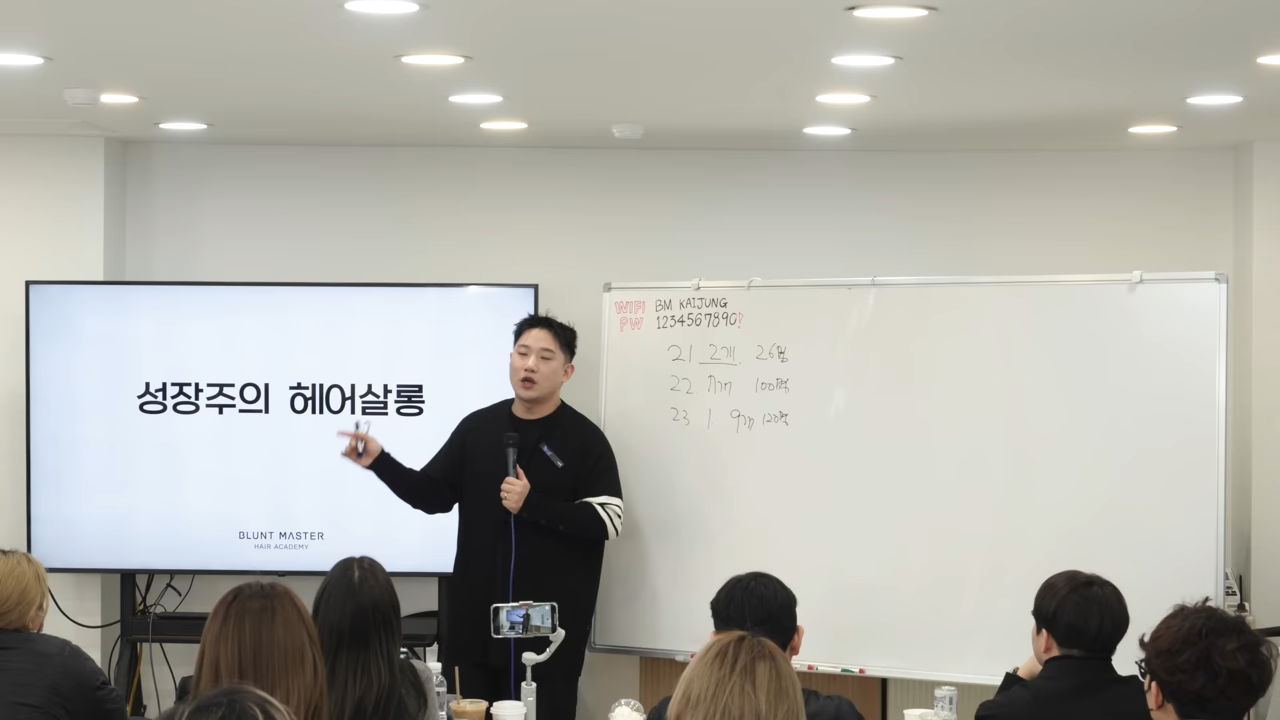 성장주의 헤어살롱
BLUNT MASTER
HAIR ACADEMY
WIFI BM KAIJUNG
PW 1234567890!
21 2개 26명
22 7개 100명
23 1 9개 120명